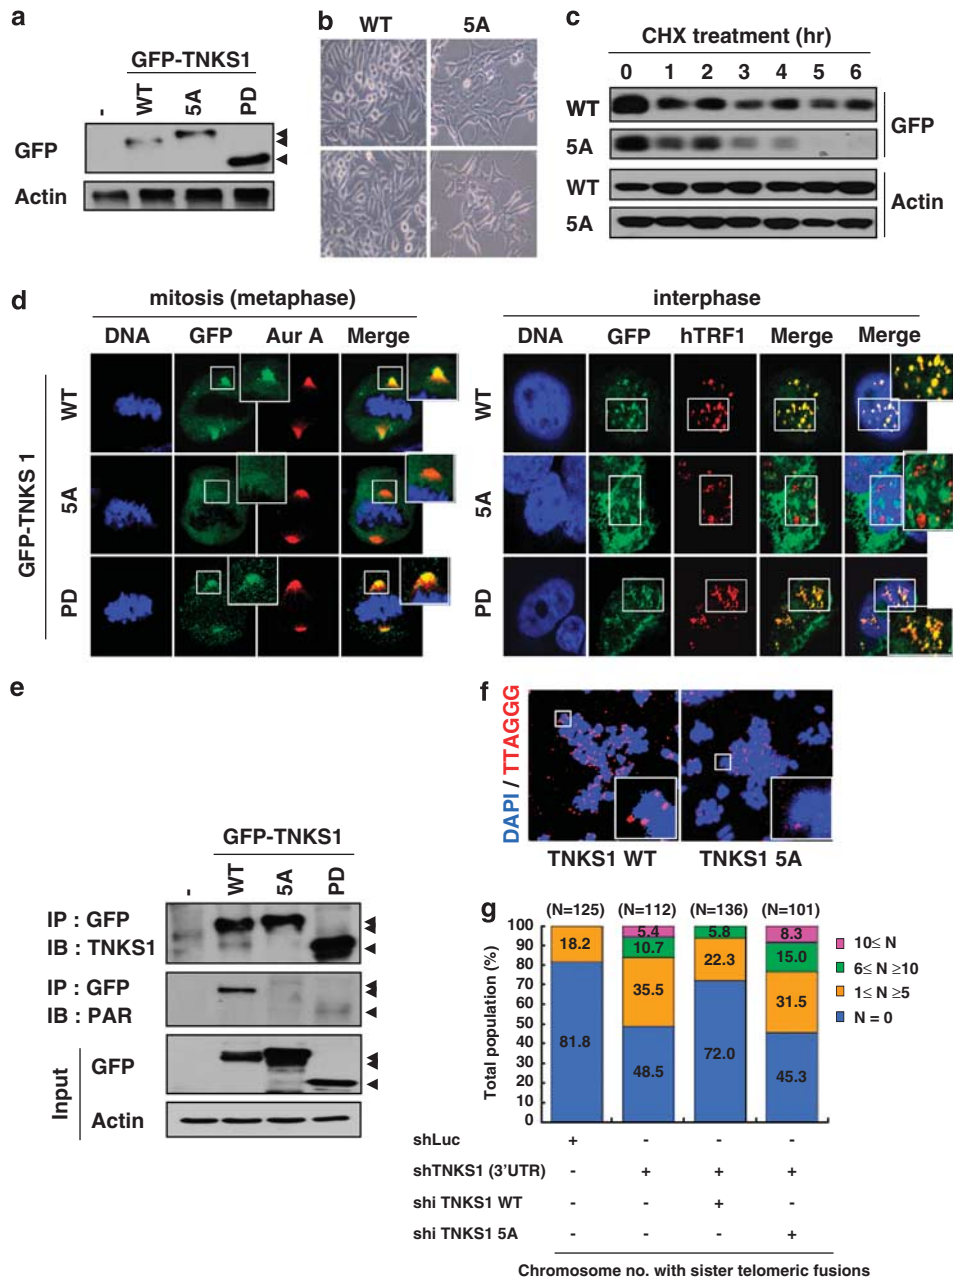 a
GFP-TNKS1
- WT 5A PD
GFP
Actin
b
WT 5A
c
CHX treatment (hr)
0 1 2 3 4 5 6
WT
5A
GFP
WT
5A
Actin
d
mitosis (metaphase)
DNA GFP Aur A Merge
interphase
DNA GFP hTRF1 Merge Merge
GFP-TNKS 1
WT
5A
PD
e
GFP-TNKS1
- WT 5A PD
IP : GFP
IB : TNKS1
IP : GFP
IB : PAR
Input
GFP
Actin
f
DAPI / TTAGGG
TNKS1 WT TNKS1 5A
g
(N=125) (N=112) (N=136) (N=101)
Total population (%)
100
90
80
70
60
50
40
30
20
10
0
18.2
81.8
5.4
10.7
35.5
48.5
5.8
22.3
72.0
8.3
15.0
31.5
45.3
10≤ N
6≤ N ≥10
1≤ N ≥5
N = 0
shLuc + - - -
shTNKS1 (3'UTR) - + + +
shi TNKS1 WT - - + -
shi TNKS1 5A - - - +
Chromosome no. with sister telomeric fusions